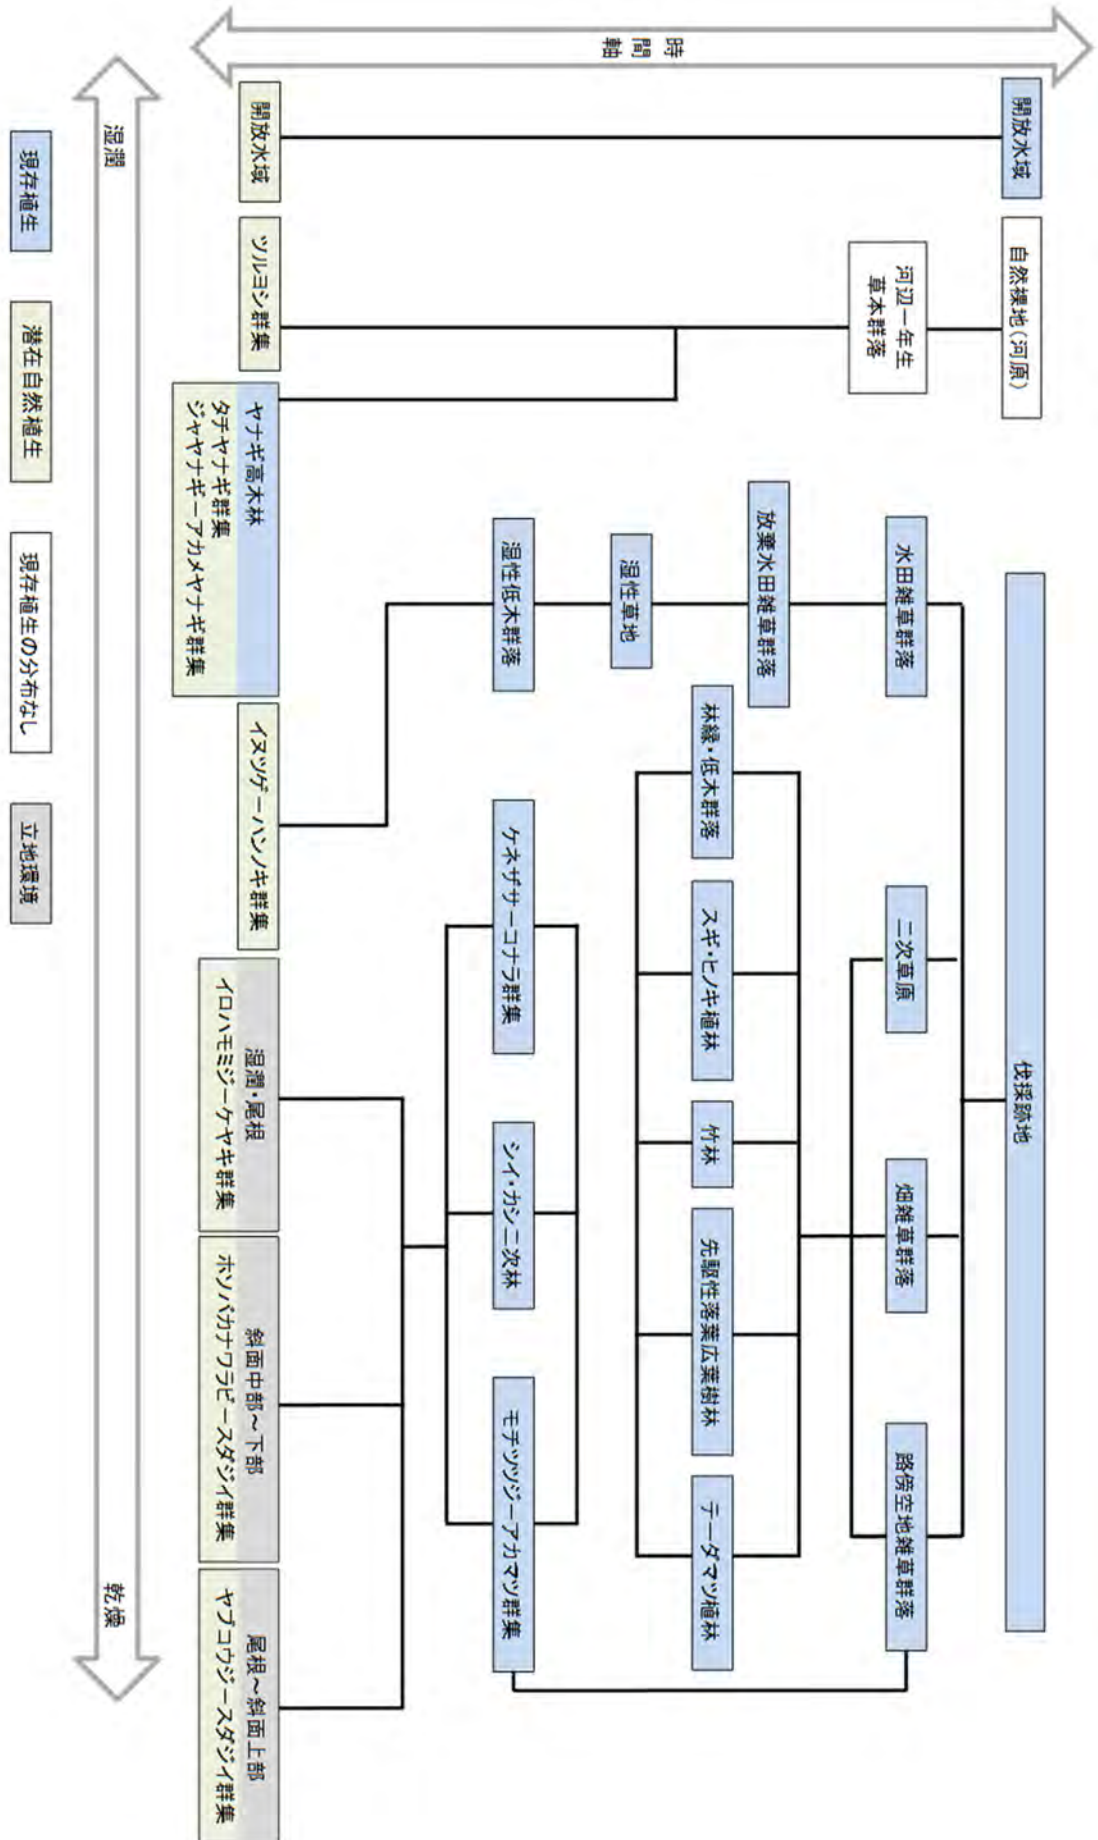 時間軸
開放水域
自然裸地(河原)
伐採跡地
河辺一年生
草本群落
水田雑草群落
二次草原
畑雑草群落
路傍空地雑草群落
放棄水田雑草群落
林縁・低木群落
スギ・ヒノキ植林
竹林
先駆性落葉広葉樹林
テーダマツ植林
湿性草地
湿性低木群落
ケネザサーコナラ群集
シイ・カシ二次林
モチツツジーアカマツ群集
開放水域
ツルヨシ群集
ヤナギ高木林
タチヤナギ群集
ジャヤナギーアカメヤナギ群集
イヌツゲーハンノキ群集
湿潤・尾根
イロハモミジーケヤキ群集
斜面中部~下部
ホソバカナワラビースダジイ群集
尾根~斜面上部
ヤブコウジースダジイ群集
湿潤
乾燥
現存植生
潜在自然植生
現存植生の分布なし
立地環境